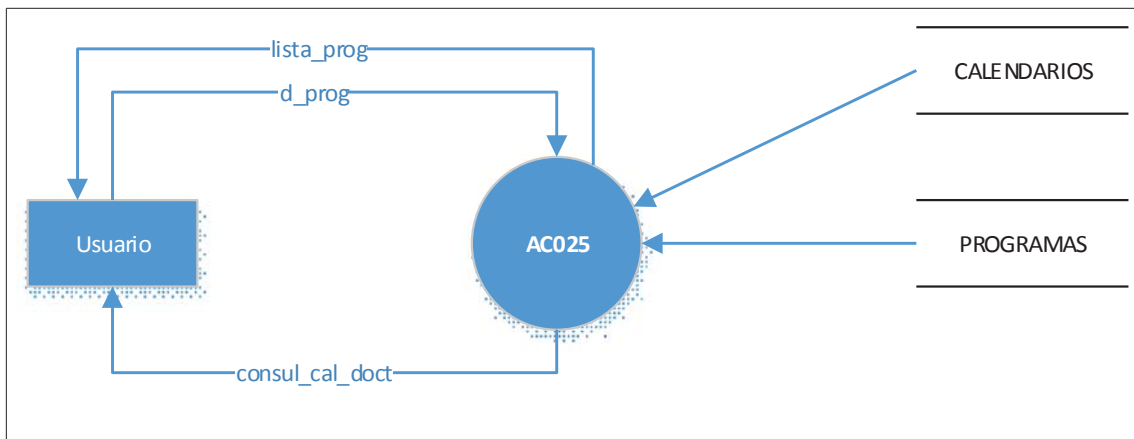 lista_prog
CALENDARIOS
d_prog
Usuario
AC025
PROGRAMAS
consul_cal_doct